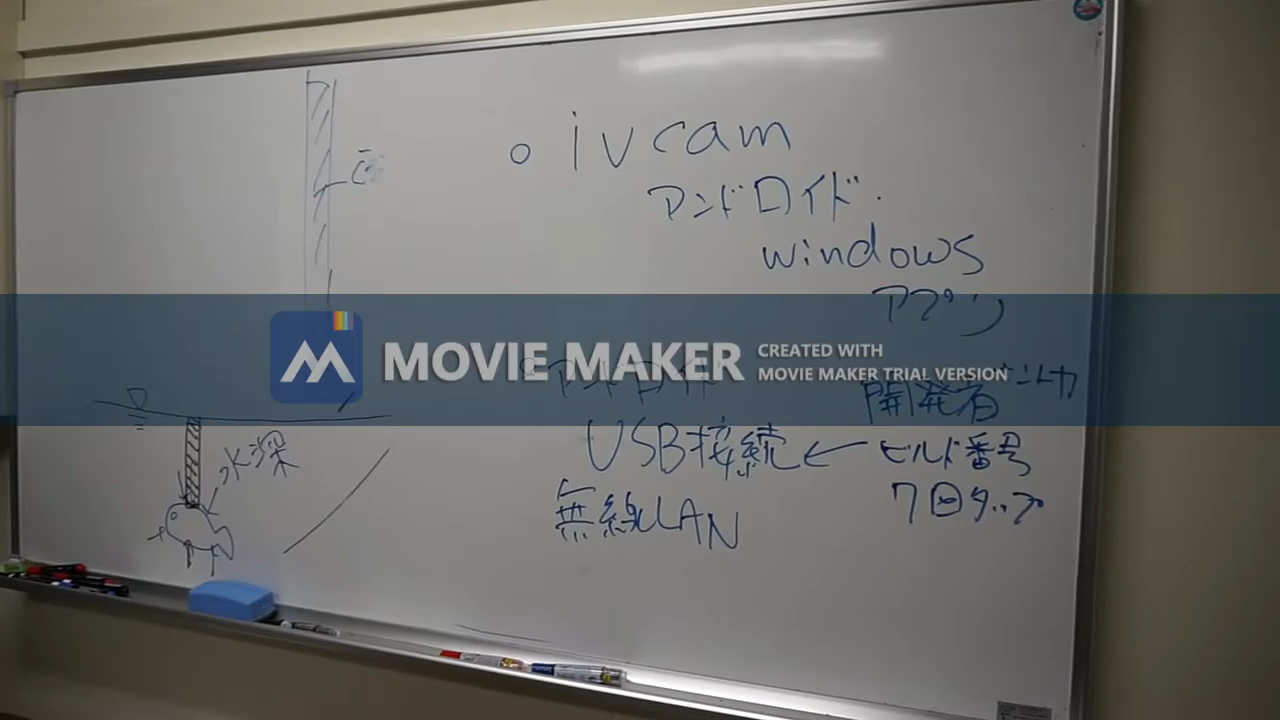 ivcam
アンドロイド
windows
アプリ
MOVIE MAKER
CREATED WITH
MOVIE MAKER TRIAL VERSION
開発者
USB接続 ← ビルド番号
7回タップ
無線LAN
水深